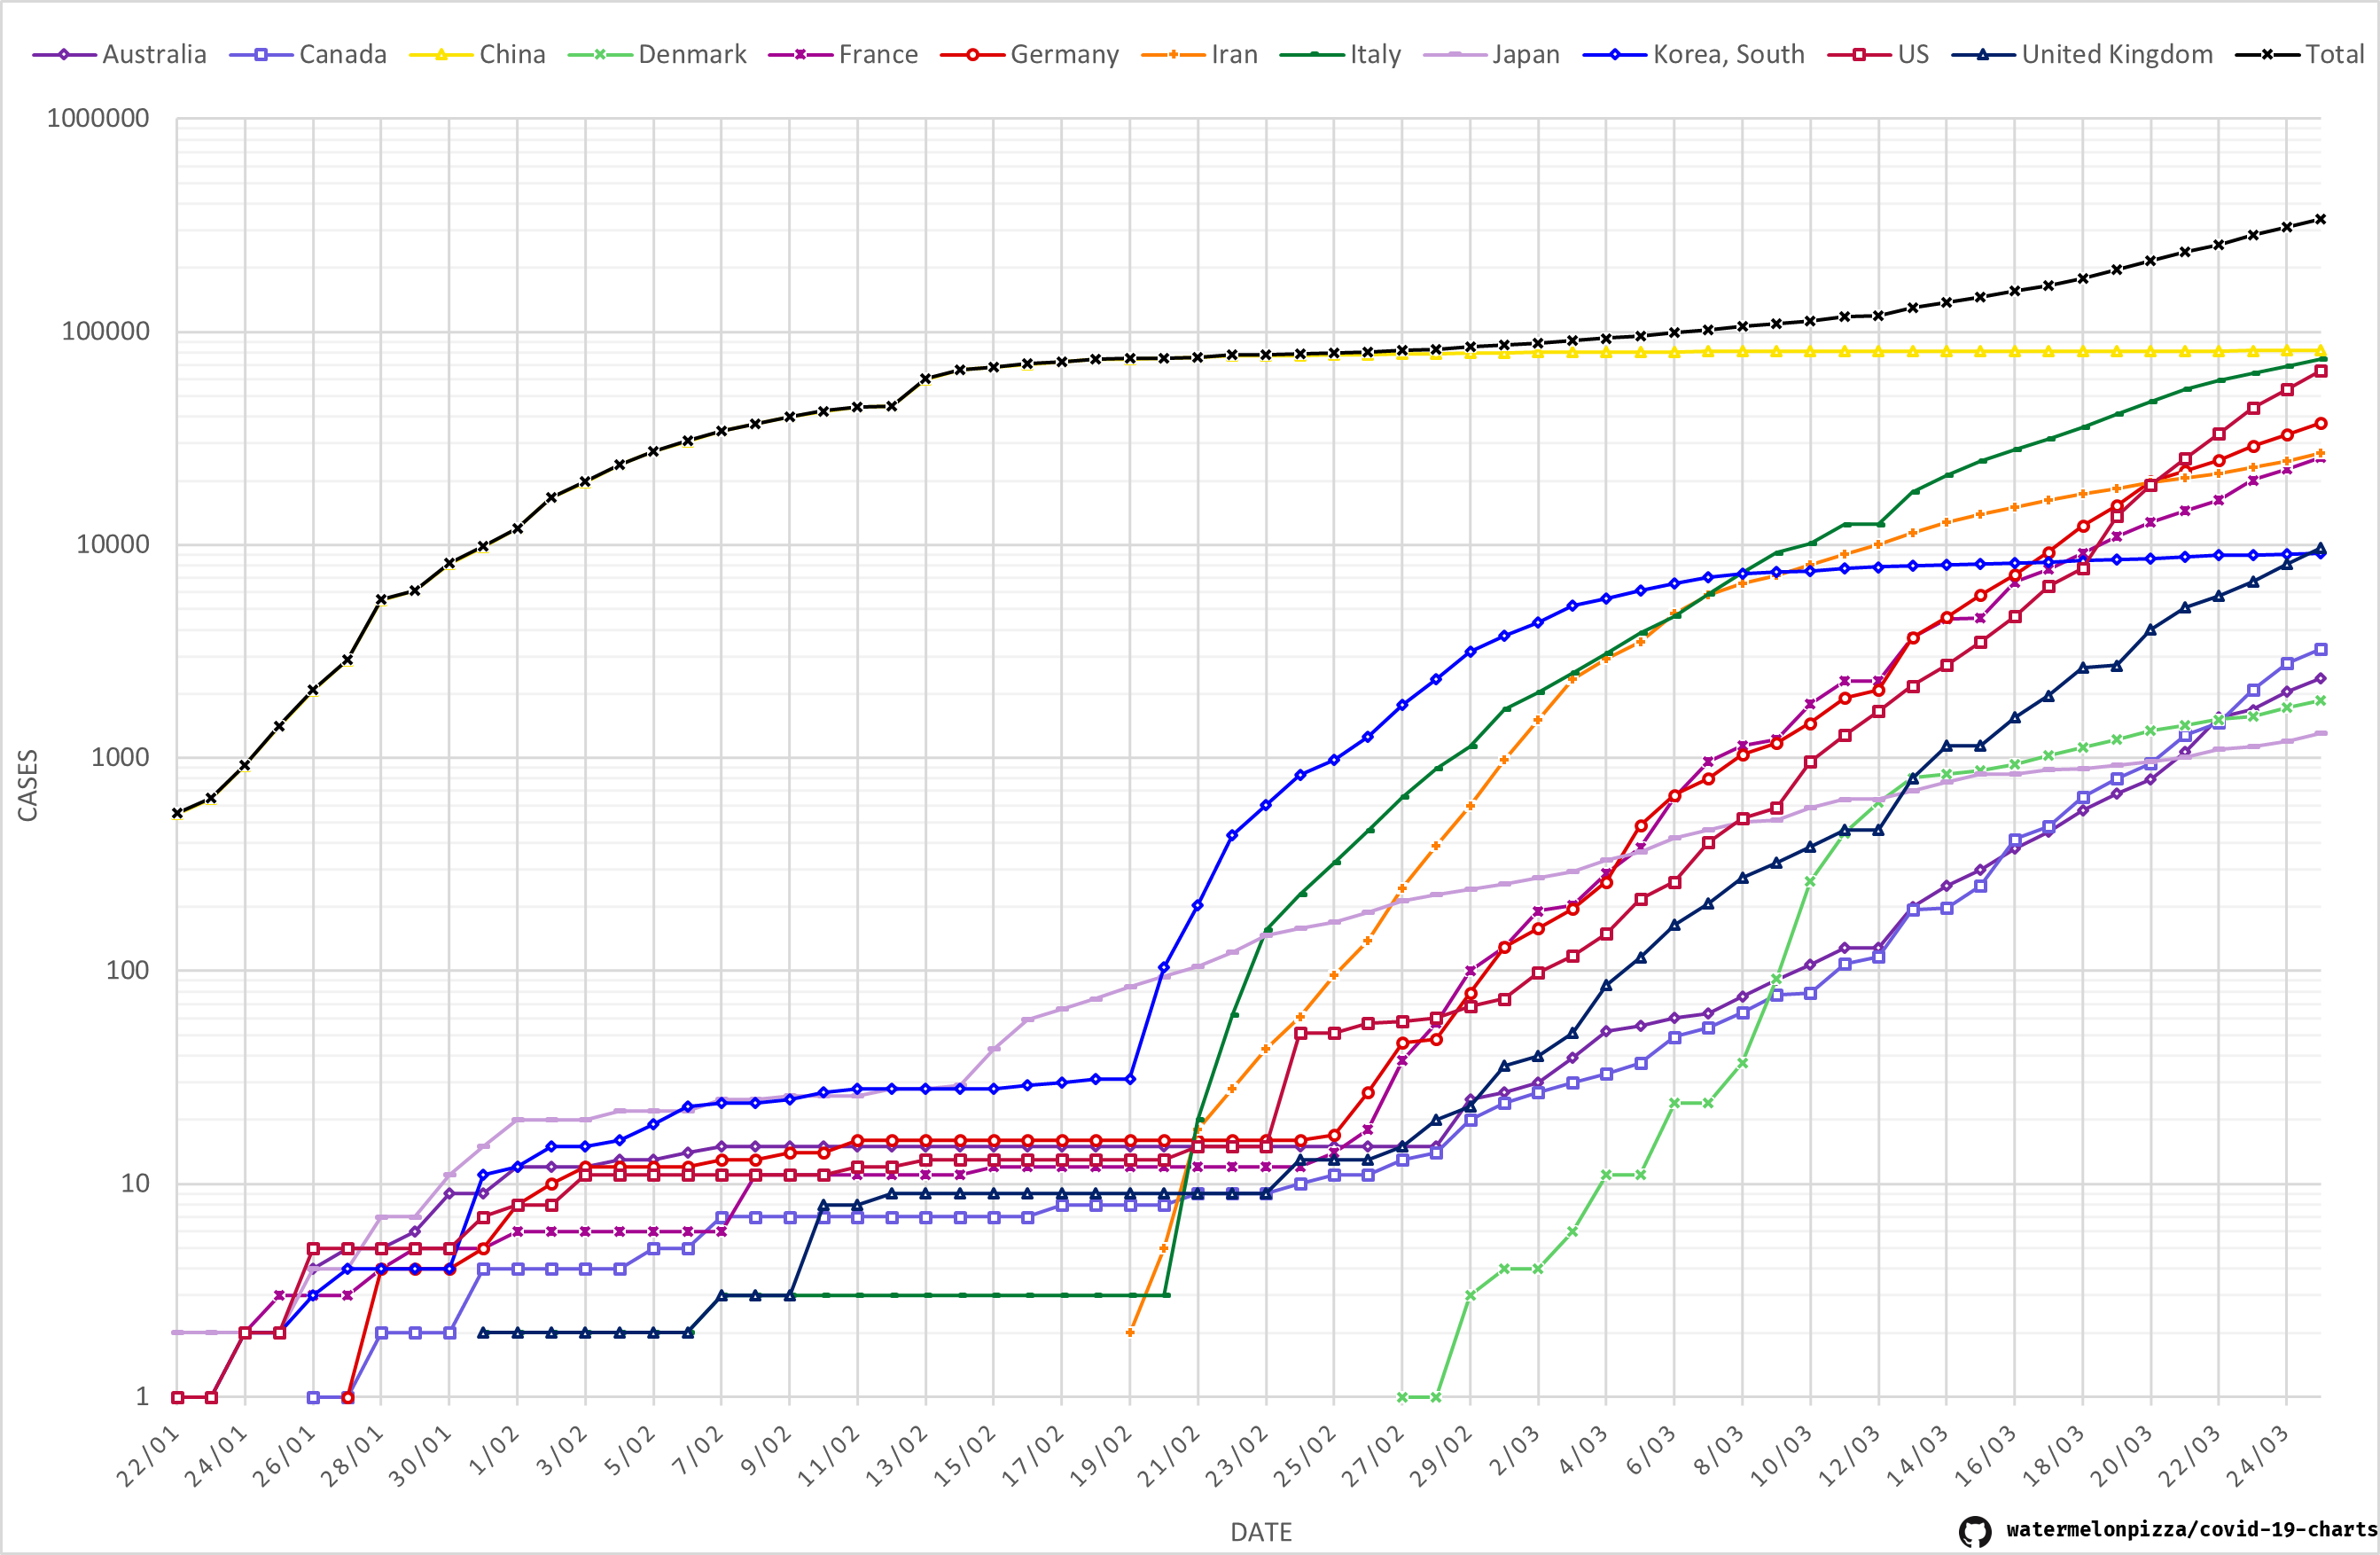 Australia Canada China Denmark France Germany Iran Italy Japan Korea, South US United Kingdom Total
1000000
100000
10000
1000
100
10
1
CASES
22/01 24/01 26/01 28/01 30/01 1/02 3/02 5/02 7/02 9/02 11/02 13/02 15/02 17/02 19/02 21/02 23/02 25/02 27/02 29/02 2/03 4/03 6/03 8/03 10/03 12/03 14/03 16/03 18/03 20/03 22/03 24/03
DATE
watermelonpizza/covid-19-charts